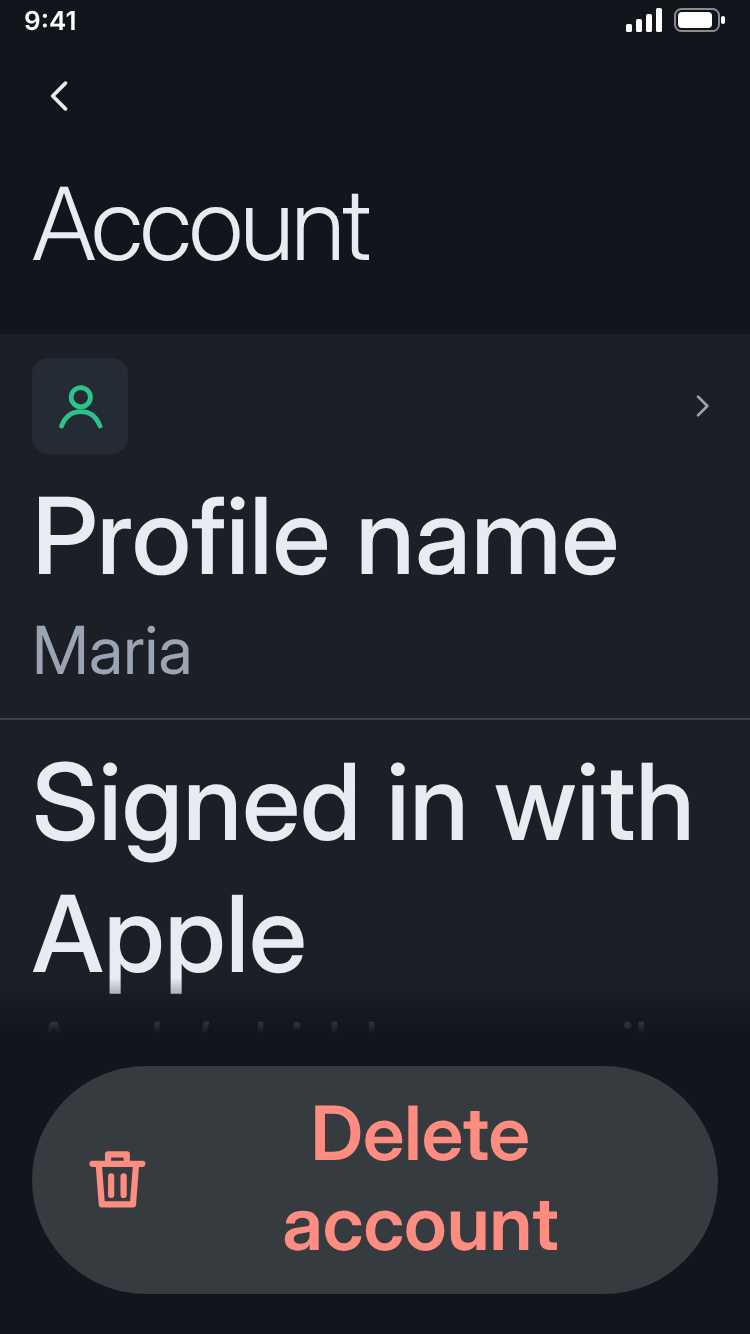 9:41
Account
Profile name
Maria
Signed in with
Apple
Delete
account